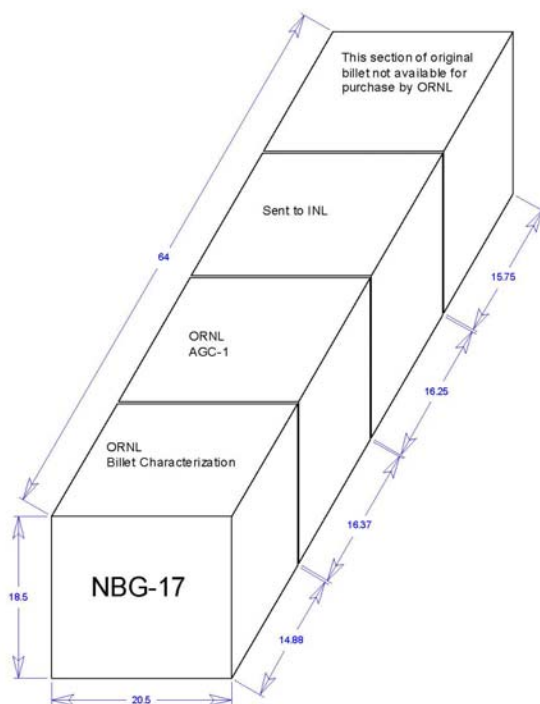 This section of original
billet not available for
purchase by ORNL
Sent to INL
64
15.75
ORNL
AGC-1
16.25
ORNL
Billet Characterization
16.37
NBG-17
18.5
14.88
20.5